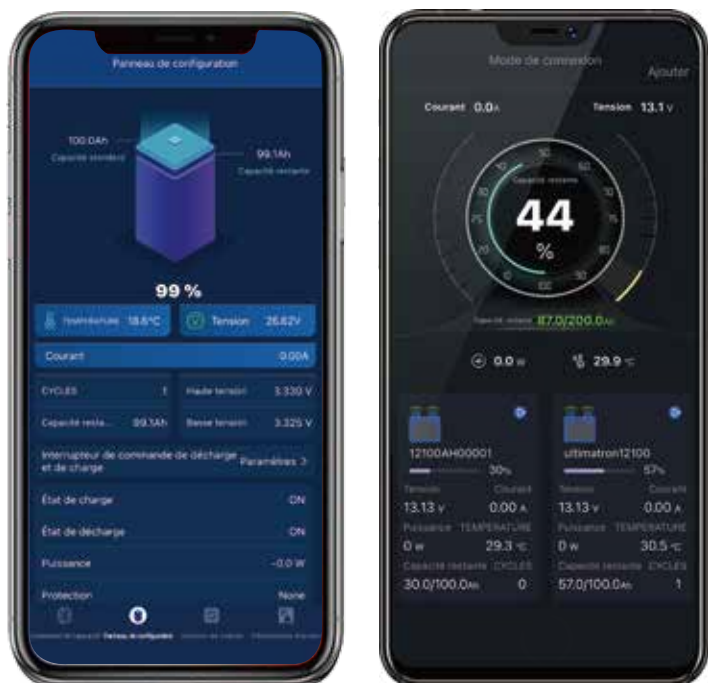 Panneau de configuration
100.0Ah
Capacité standard
99.1Ah
Capacité restante
99 %
TEMPÉRATURE 18.6°C
Tension 26.62V
Courant 0.00A
CYCLES 1
Haute tension 3.330 V
Capacité resta... 99.1Ah
Basse tension 3.325 V
Interrupteur de commande de décharge
et de charge
Paramètres >
État de charge ON
État de décharge ON
Puissance -0.0 W
Protection None
Panneau de configuration
Mode de connexion
Ajouter
Courant 0.0A
Tension 13.1 V
Capacité restante
44
%
Capacité restante 87.0/200.0Ah
0.0 W
29.9 °C
12100AH00001
30%
Tension Courant
13.13 V 0.00 A
Puissance TEMPERATURE
0 W 29.3 °C
Capacité restante CYCLES
30.0/100.0Ah 0
ultimatron12100
57%
Tension Courant
13.13 V 0.00 A
Puissance TEMPERATURE
0 W 30.5 °C
Capacité restante CYCLES
57.0/100.0Ah 1